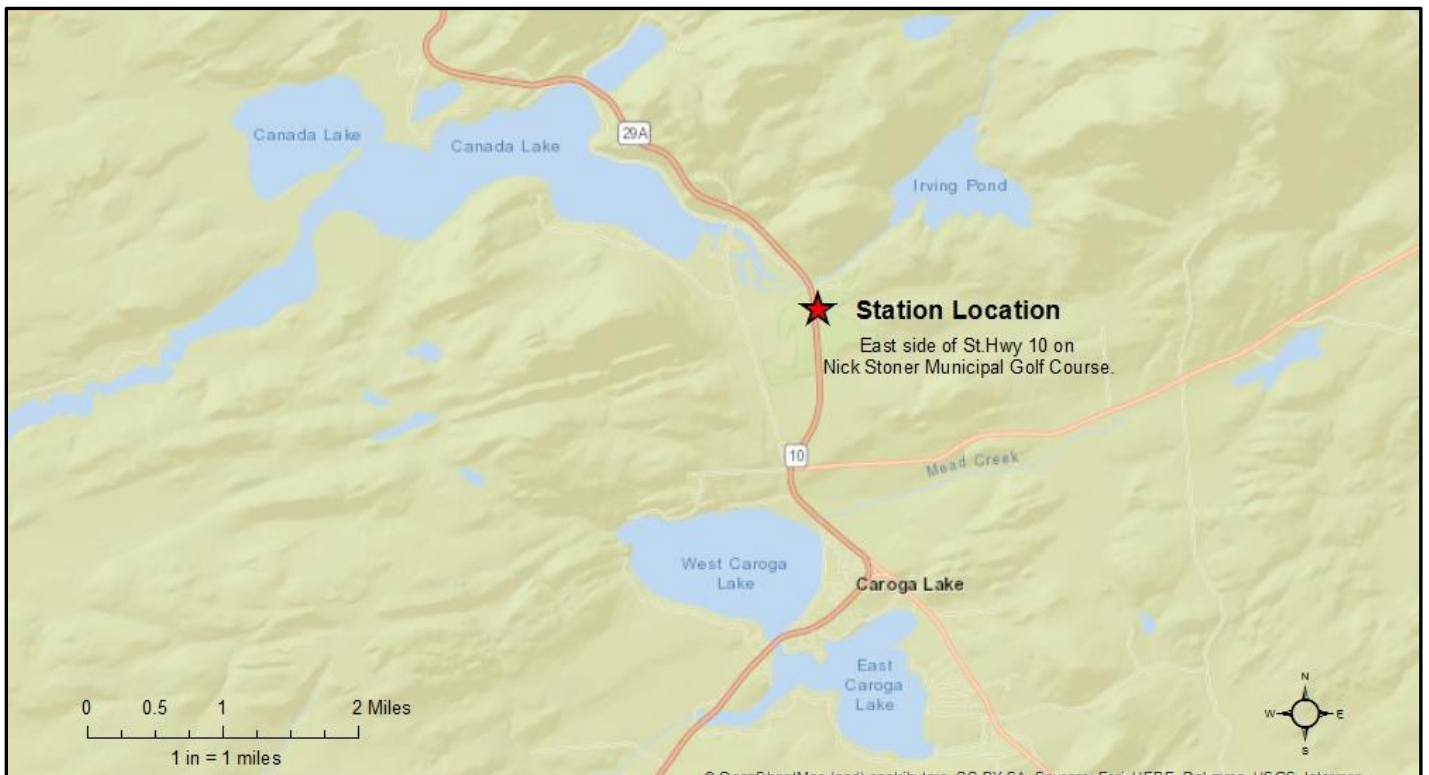 29A
Canada Lake
Canada Lake
Irving Pond
Station Location
East side of St.Hwy 10 on
Nick Stoner Municipal Golf Course.
10
Mead Creek
West Caroga
Lake
Caroga Lake
East
Caroga
Lake
0 0.5 1 2 Miles
1 in = 1 miles
N
W E
S